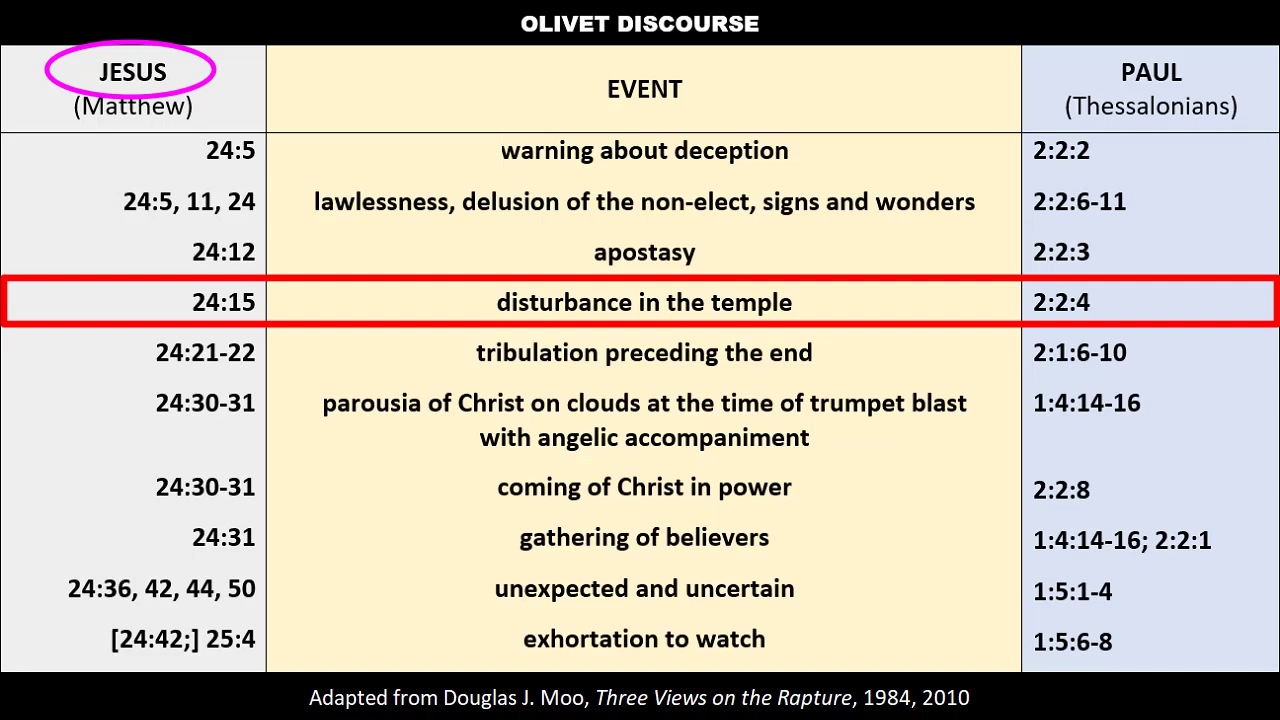 OLIVET DISCOURSE
JESUS EVENT PAUL
(Matthew) (Thessalonians)
24:5 warning about deception 2:2:2
24:5, 11, 24 lawlessness, delusion of the non-elect, signs and wonders 2:2:6-11
24:12 apostasy 2:2:3
24:15 disturbance in the temple 2:2:4
24:21-22 tribulation preceding the end 2:1:6-10
24:30-31 parousia of Christ on clouds at the time of trumpet blast 1:4:14-16
with angelic accompaniment
24:30-31 coming of Christ in power 2:2:8
24:31 gathering of believers 1:4:14-16; 2:2:1
24:36, 42, 44, 50 unexpected and uncertain 1:5:1-4
[24:42;] 25:4 exhortation to watch 1:5:6-8
Adapted from Douglas J. Moo, Three Views on the Rapture, 1984, 2010